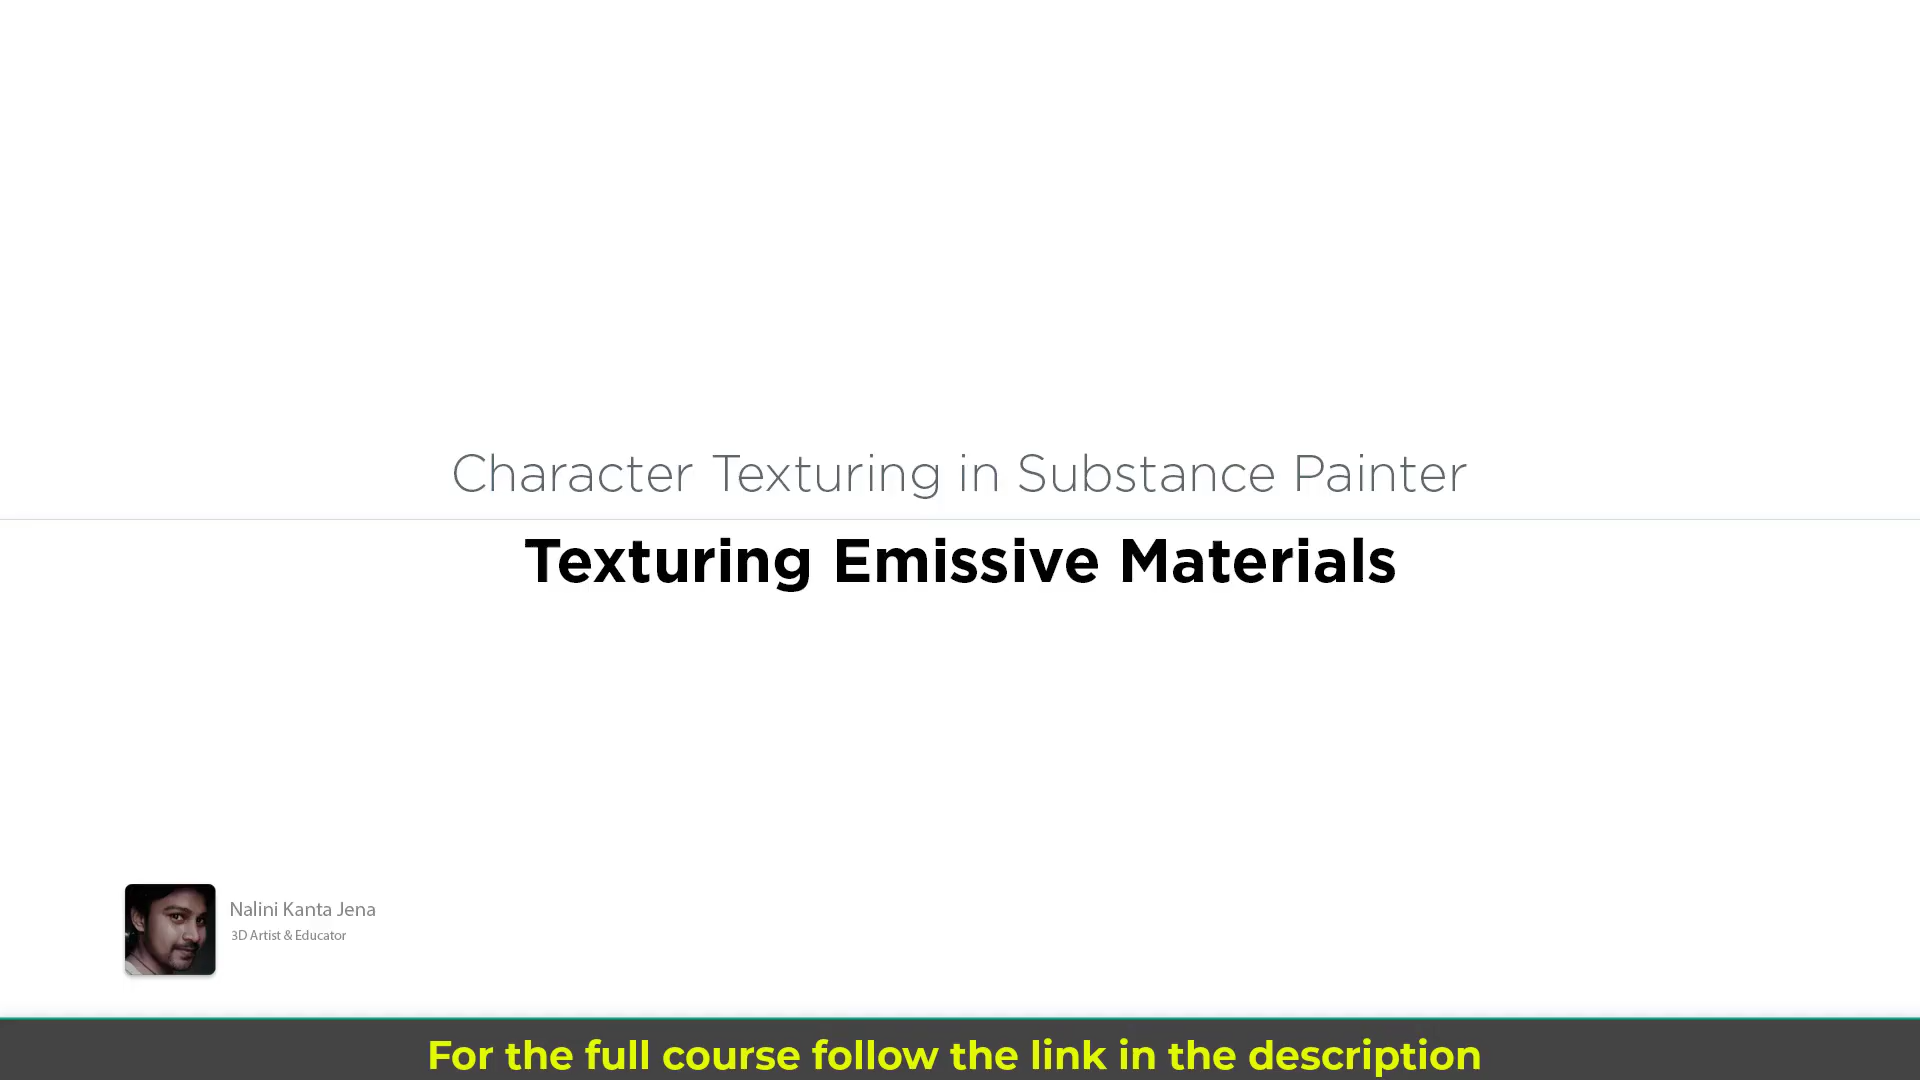 Character Texturing in Substance Painter
Texturing Emissive Materials
Nalini Kanta Jena
3D Artist & Educator
For the full course follow the link in the description